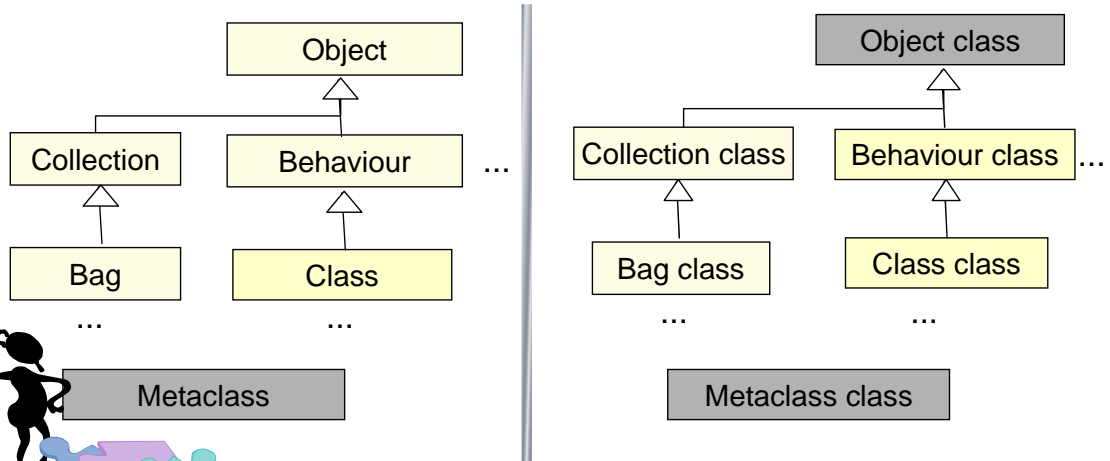 Object
Collection
Behaviour
...
Bag
Class
...
...
Metaclass
Object class
Collection class
Behaviour class
...
Bag class
Class class
...
...
Metaclass class